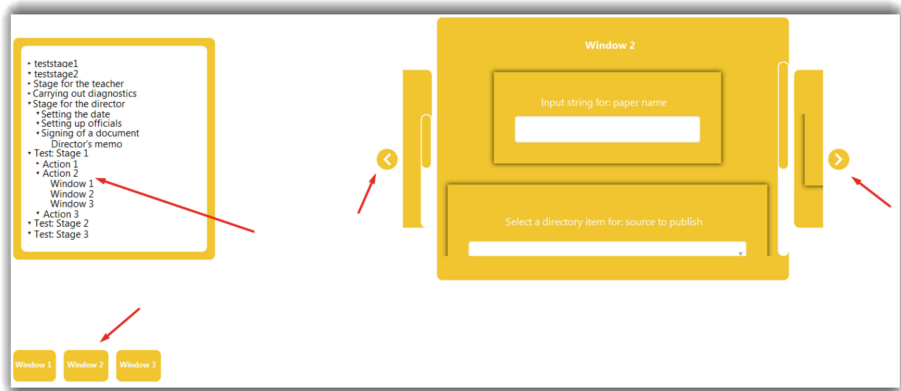 teststage1
teststage2
Stage for the teacher
Carrying out diagnostics
Stage for the director
Setting the date
Setting up officials
Signing of a document
Director's memo
Test: Stage 1
Action 1
Action 2
Window 1
Window 2
Window 3
Action 3
Test: Stage 2
Test: Stage 3
Window 2
Input string for: paper name
Select a directory item for: source to publish
Window 1 Window 2 Window 3